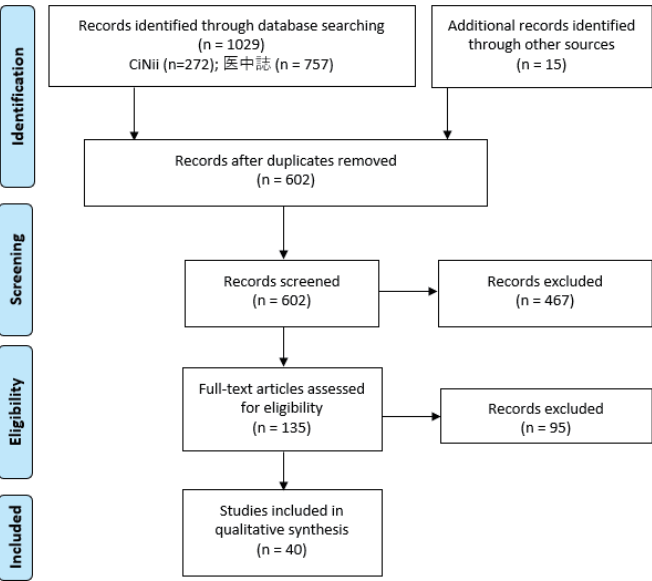 Identification
Records identified through database searching
(n = 1029)
CiNii (n=272); 医中誌 (n = 757)
Additional records identified
through other sources
(n = 15)
Records after duplicates removed
(n = 602)
Screening
Records screened
(n = 602)
Records excluded
(n = 467)
Eligibility
Full-text articles assessed
for eligibility
(n = 135)
Records excluded
(n = 95)
Included
Studies included in
qualitative synthesis
(n = 40)